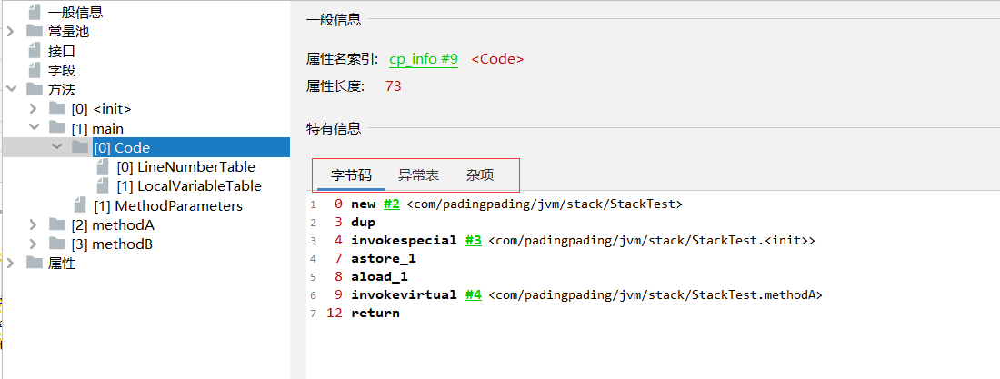 一般信息
常量池
接口
字段
方法
[0] <init>
[1] main
[0] Code
[0] LineNumberTable
[1] LocalVariableTable
[1] MethodParameters
[2] methodA
[3] methodB
属性
一般信息
属性名索引: cp_info #9 <Code>
属性长度: 73
特有信息
字节码 异常表 杂项
1 0 new #2 <com/padingpading/jvm/stack/StackTest>
2 3 dup
3 4 invokespecial #3 <com/padingpading/jvm/stack/StackTest.<init>>
4 7 astore_1
5 8 aload_1
6 9 invokevirtual #4 <com/padingpading/jvm/stack/StackTest.methodA>
7 12 return